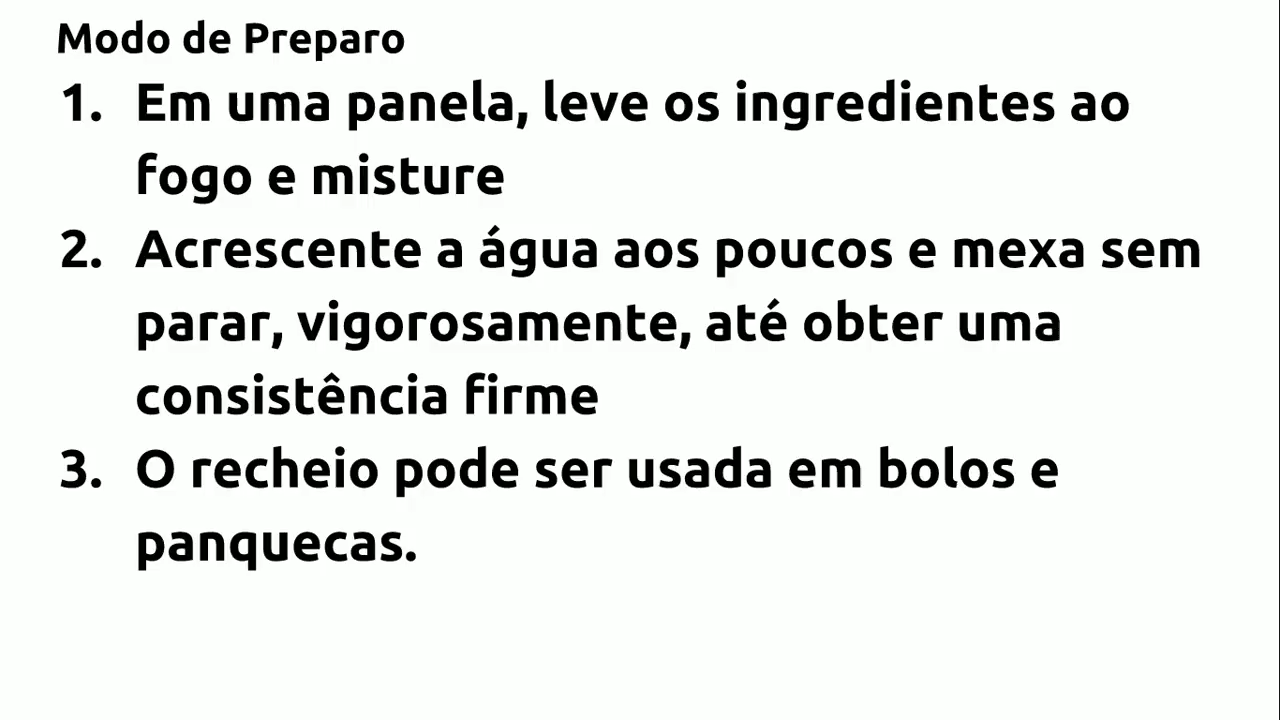 Modo de Preparo
1. Em uma panela, leve os ingredientes ao
fogo e misture
2. Acrescente a água aos poucos e mexa sem
parar, vigorosamente, até obter uma
consistência firme
3. O recheio pode ser usada em bolos e
panquecas.